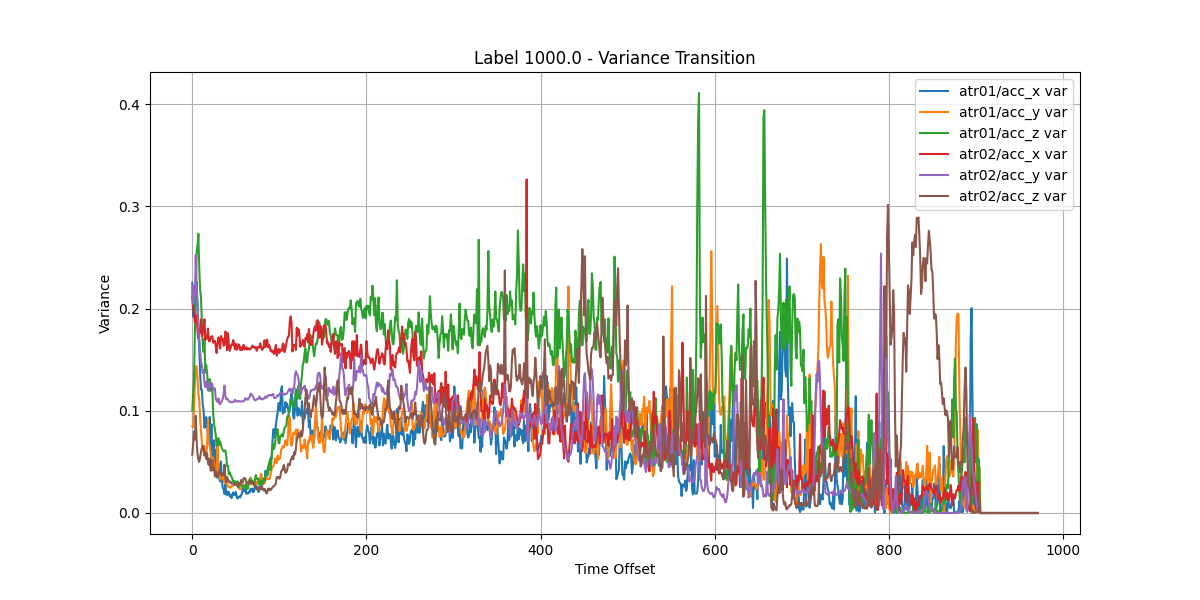 Label 1000.0 - Variance Transition
atr01/acc_x var
atr01/acc_y var
atr01/acc_z var
atr02/acc_x var
atr02/acc_y var
atr02/acc_z var
Variance
0.4
0.3
0.2
0.1
0.0
0 200 400 600 800 1000
Time Offset